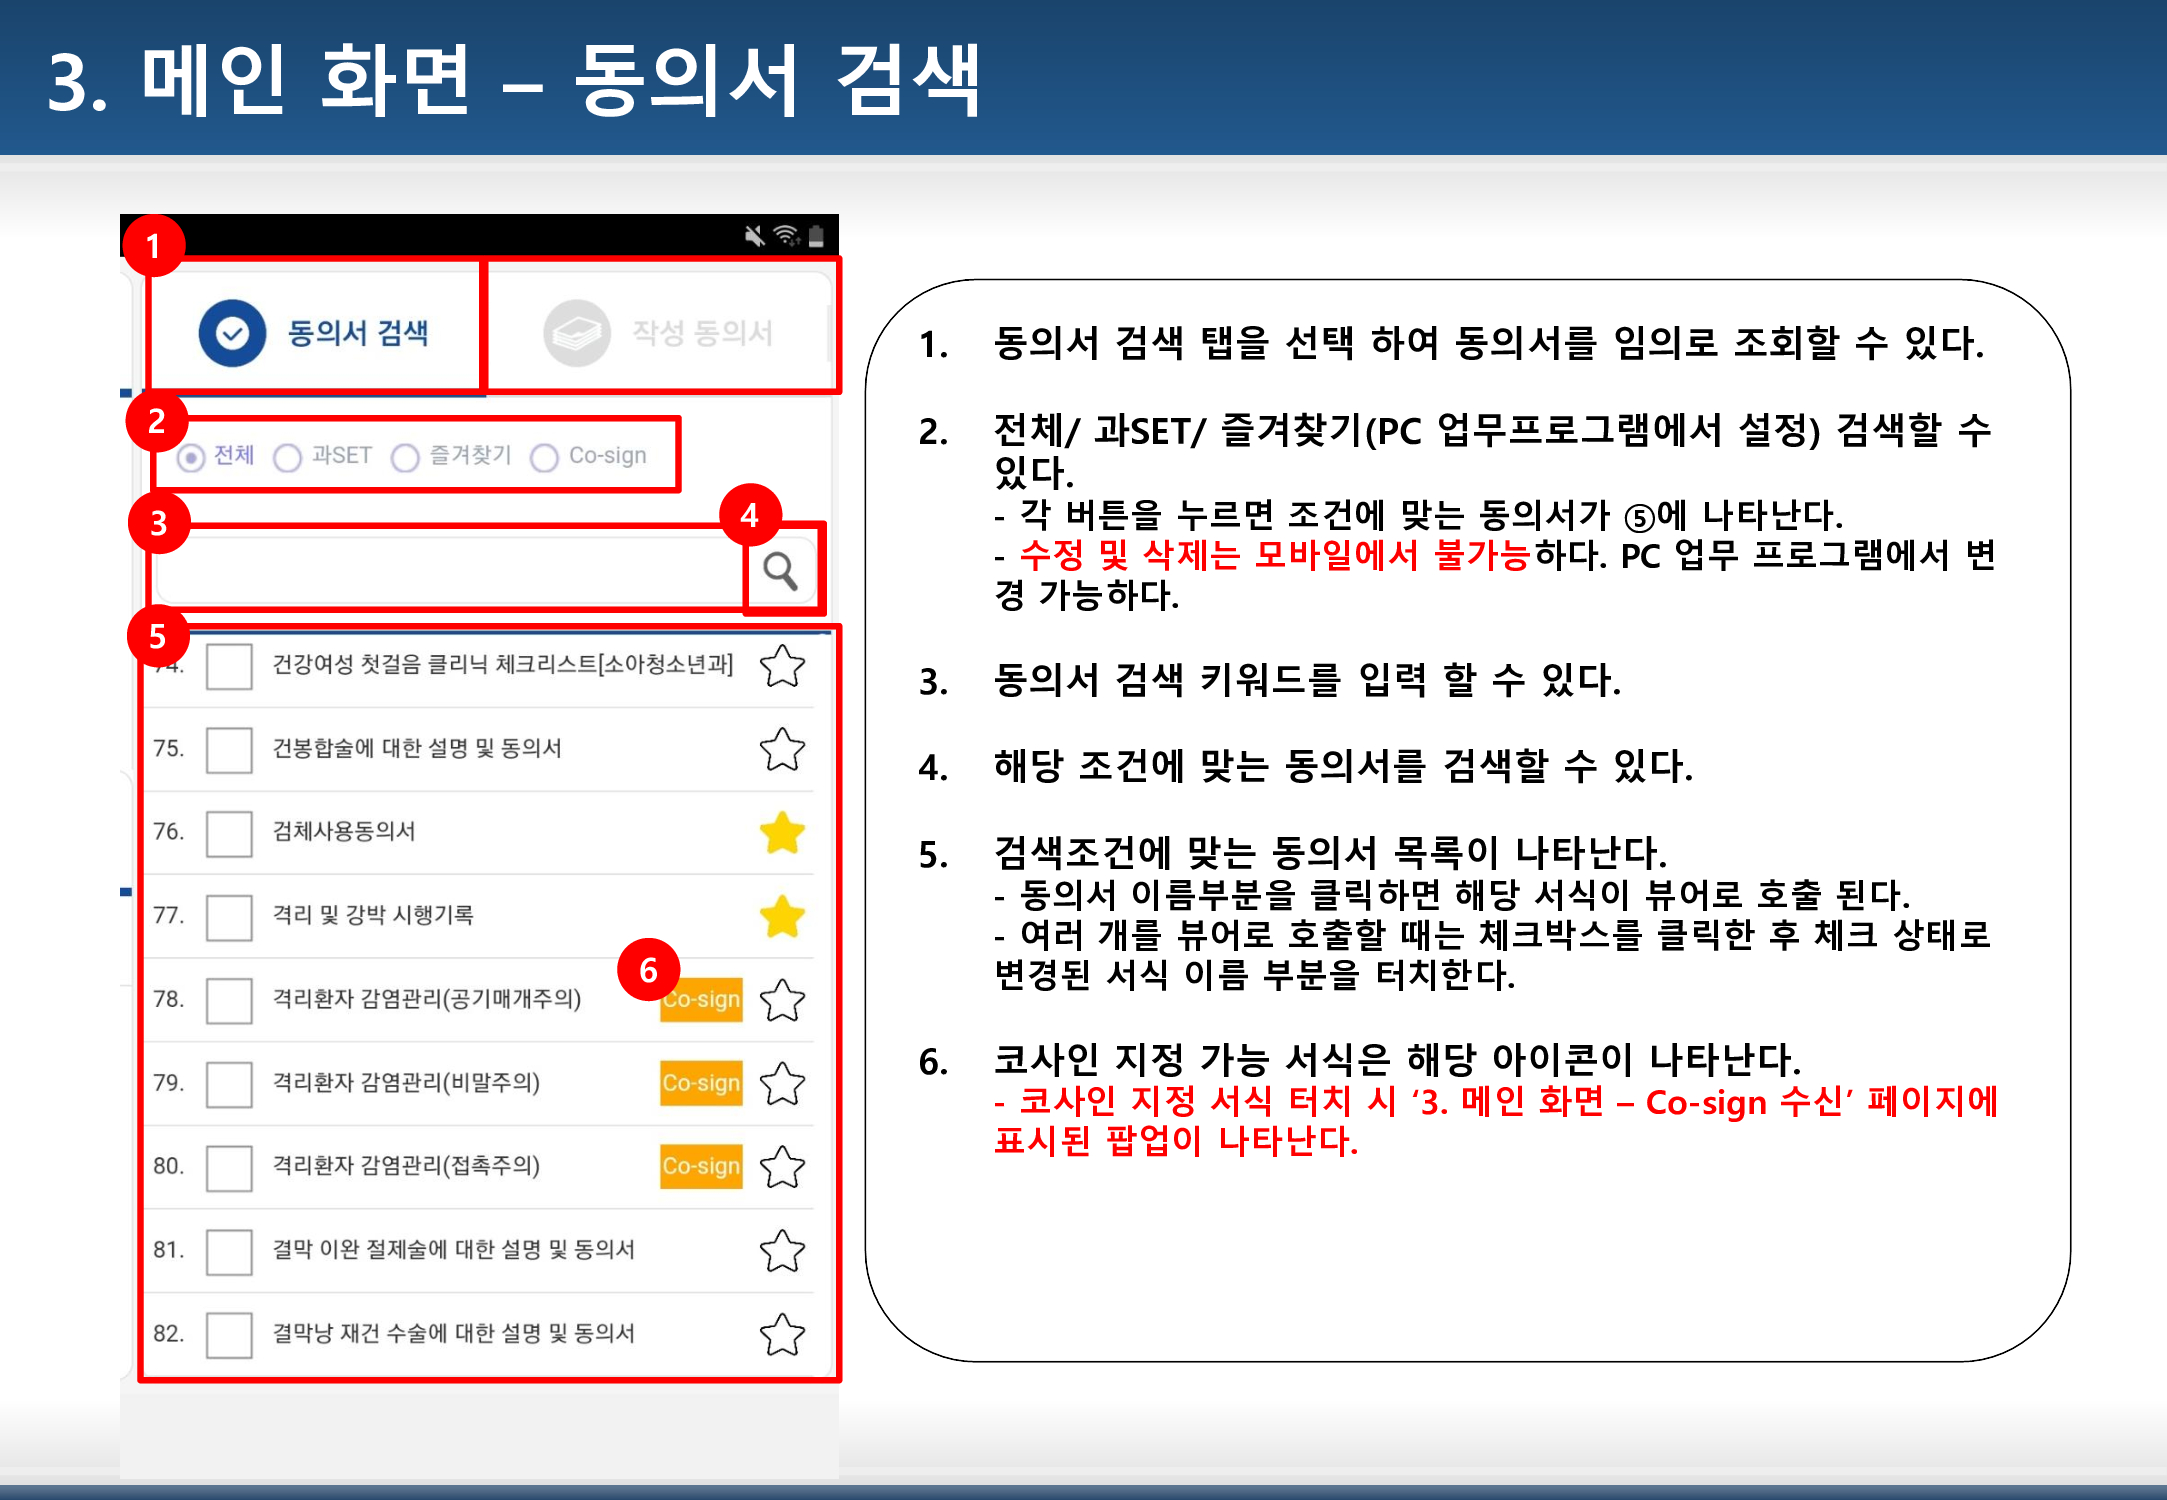 3. 메인 화면 – 동의서 검색
1
동의서 검색
작성 동의서
2
전체 과SET 즐겨찾기 Co-sign
3
4
5
74. 건강여성 첫걸음 클리닉 체크리스트[소아청소년과]
75. 건봉합술에 대한 설명 및 동의서
76. 검체사용동의서
77. 격리 및 강박 시행기록
6
78. 격리환자 감염관리(공기매개주의) Co-sign
79. 격리환자 감염관리(비말주의) Co-sign
80. 격리환자 감염관리(접촉주의) Co-sign
81. 결막 이완 절제술에 대한 설명 및 동의서
82. 결막낭 재건 수술에 대한 설명 및 동의서
1. 동의서 검색 탭을 선택 하여 동의서를 임의로 조회할 수 있다.
2. 전체/ 과SET/ 즐겨찾기(PC 업무프로그램에서 설정) 검색할 수
있다.
- 각 버튼을 누르면 조건에 맞는 동의서가 ⑤에 나타난다.
- 수정 및 삭제는 모바일에서 불가능하다. PC 업무 프로그램에서 변
경 가능하다.
3. 동의서 검색 키워드를 입력 할 수 있다.
4. 해당 조건에 맞는 동의서를 검색할 수 있다.
5. 검색조건에 맞는 동의서 목록이 나타난다.
- 동의서 이름부분을 클릭하면 해당 서식이 뷰어로 호출 된다.
- 여러 개를 뷰어로 호출할 때는 체크박스를 클릭한 후 체크 상태로
변경된 서식 이름 부분을 터치한다.
6. 코사인 지정 가능 서식은 해당 아이콘이 나타난다.
- 코사인 지정 서식 터치 시 ‘3. 메인 화면 – Co-sign 수신’ 페이지에
표시된 팝업이 나타난다.